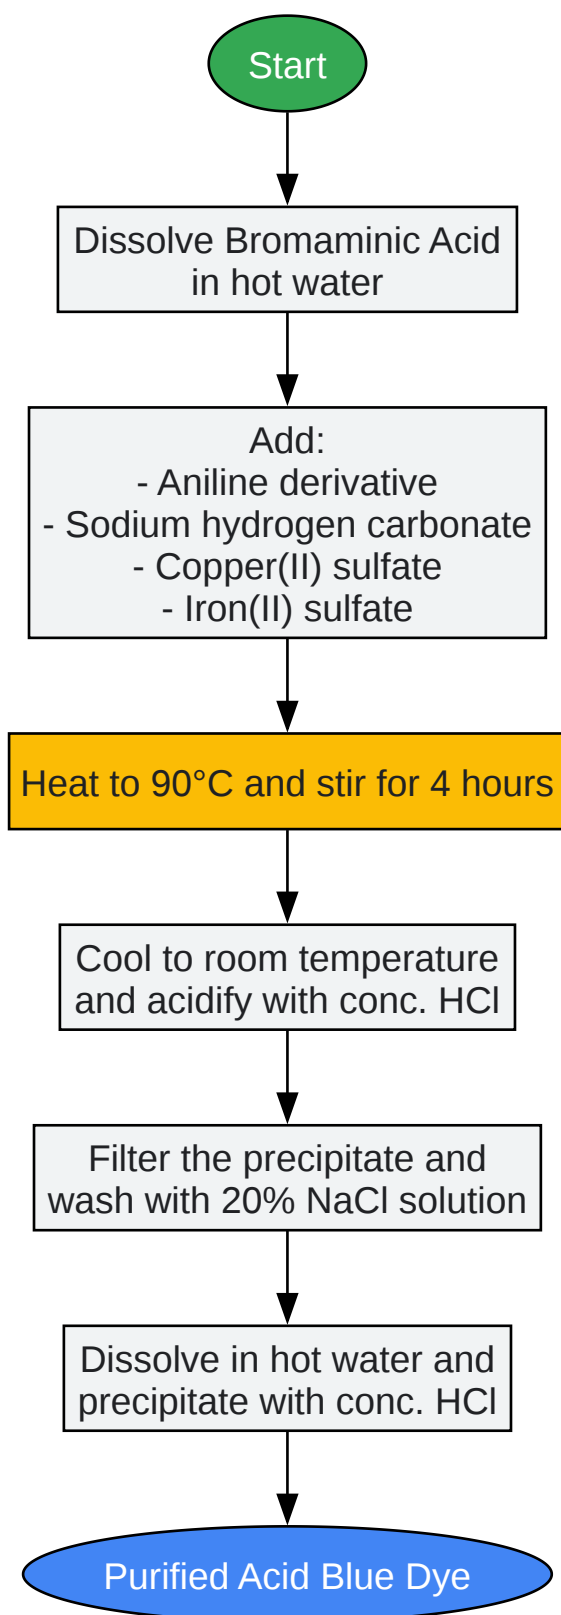 Start
Dissolve Bromaminic Acid
in hot water
Add:
- Aniline derivative
- Sodium hydrogen carbonate
- Copper(II) sulfate
- Iron(II) sulfate
Heat to 90°C and stir for 4 hours
Cool to room temperature
and acidify with conc. HCl
Filter the precipitate and
wash with 20% NaCl solution
Dissolve in hot water and
precipitate with conc. HCl
Purified Acid Blue Dye